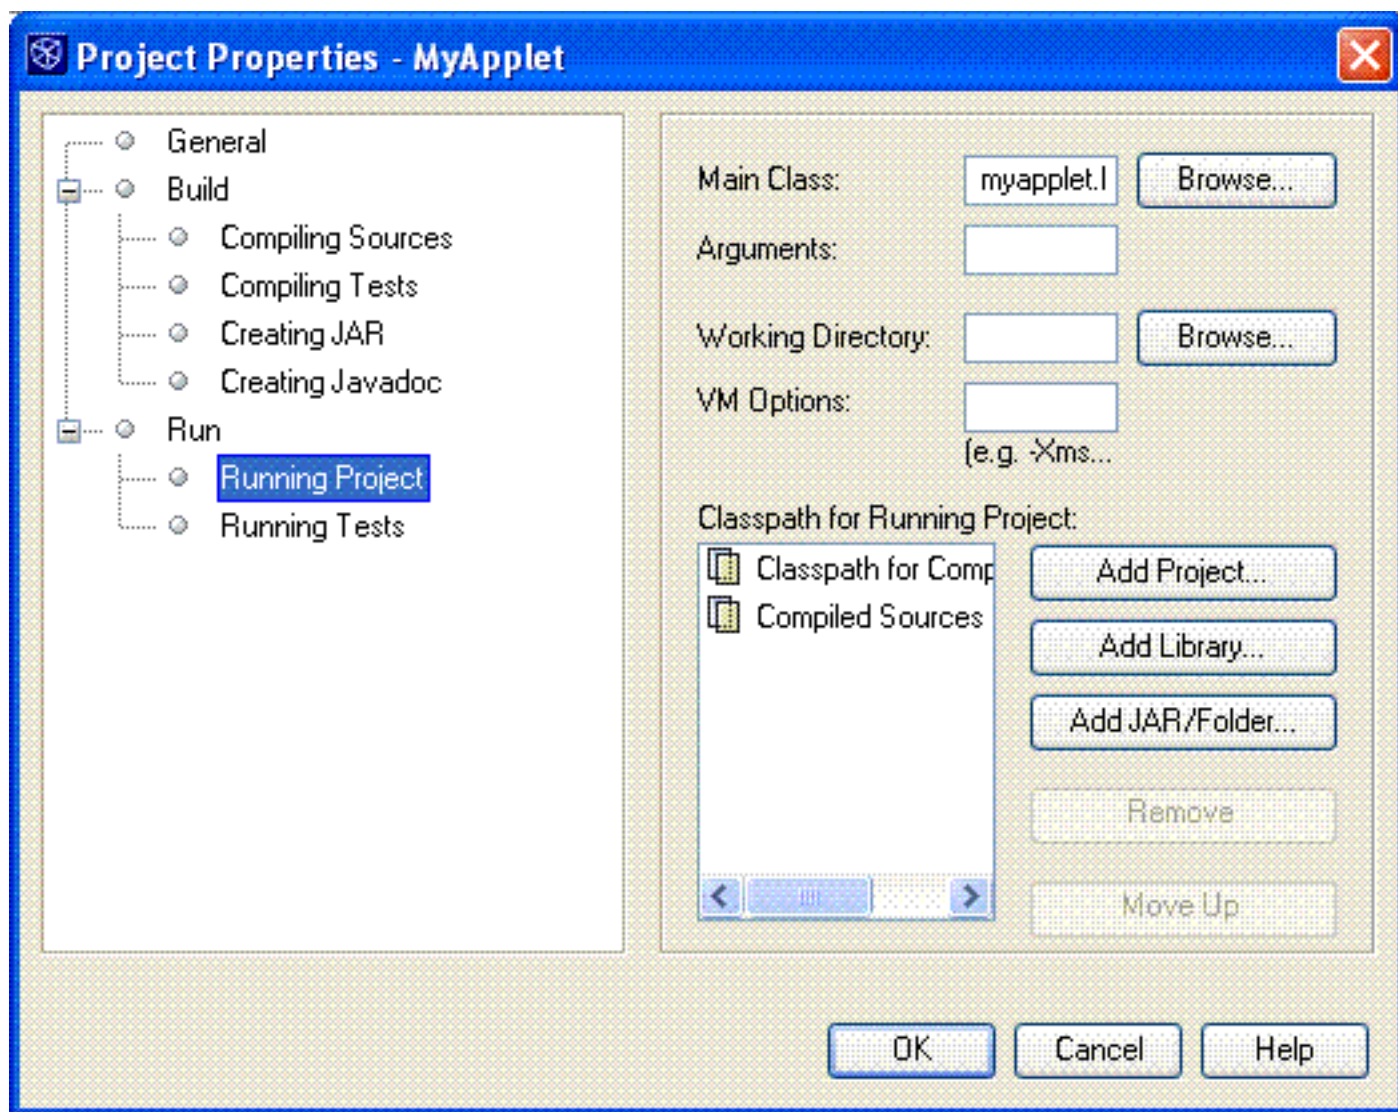 Project Properties - MyApplet
General
Build
Compiling Sources
Compiling Tests
Creating JAR
Creating Javadoc
Run
Running Project
Running Tests
Main Class: myapplet.l Browse...
Arguments:
Working Directory: Browse...
VM Options:
(e.g. -Xms...
Classpath for Running Project:
Classpath for Comp
Compiled Sources
Add Project...
Add Library...
Add JAR/Folder...
Remove
Move Up
OK Cancel Help